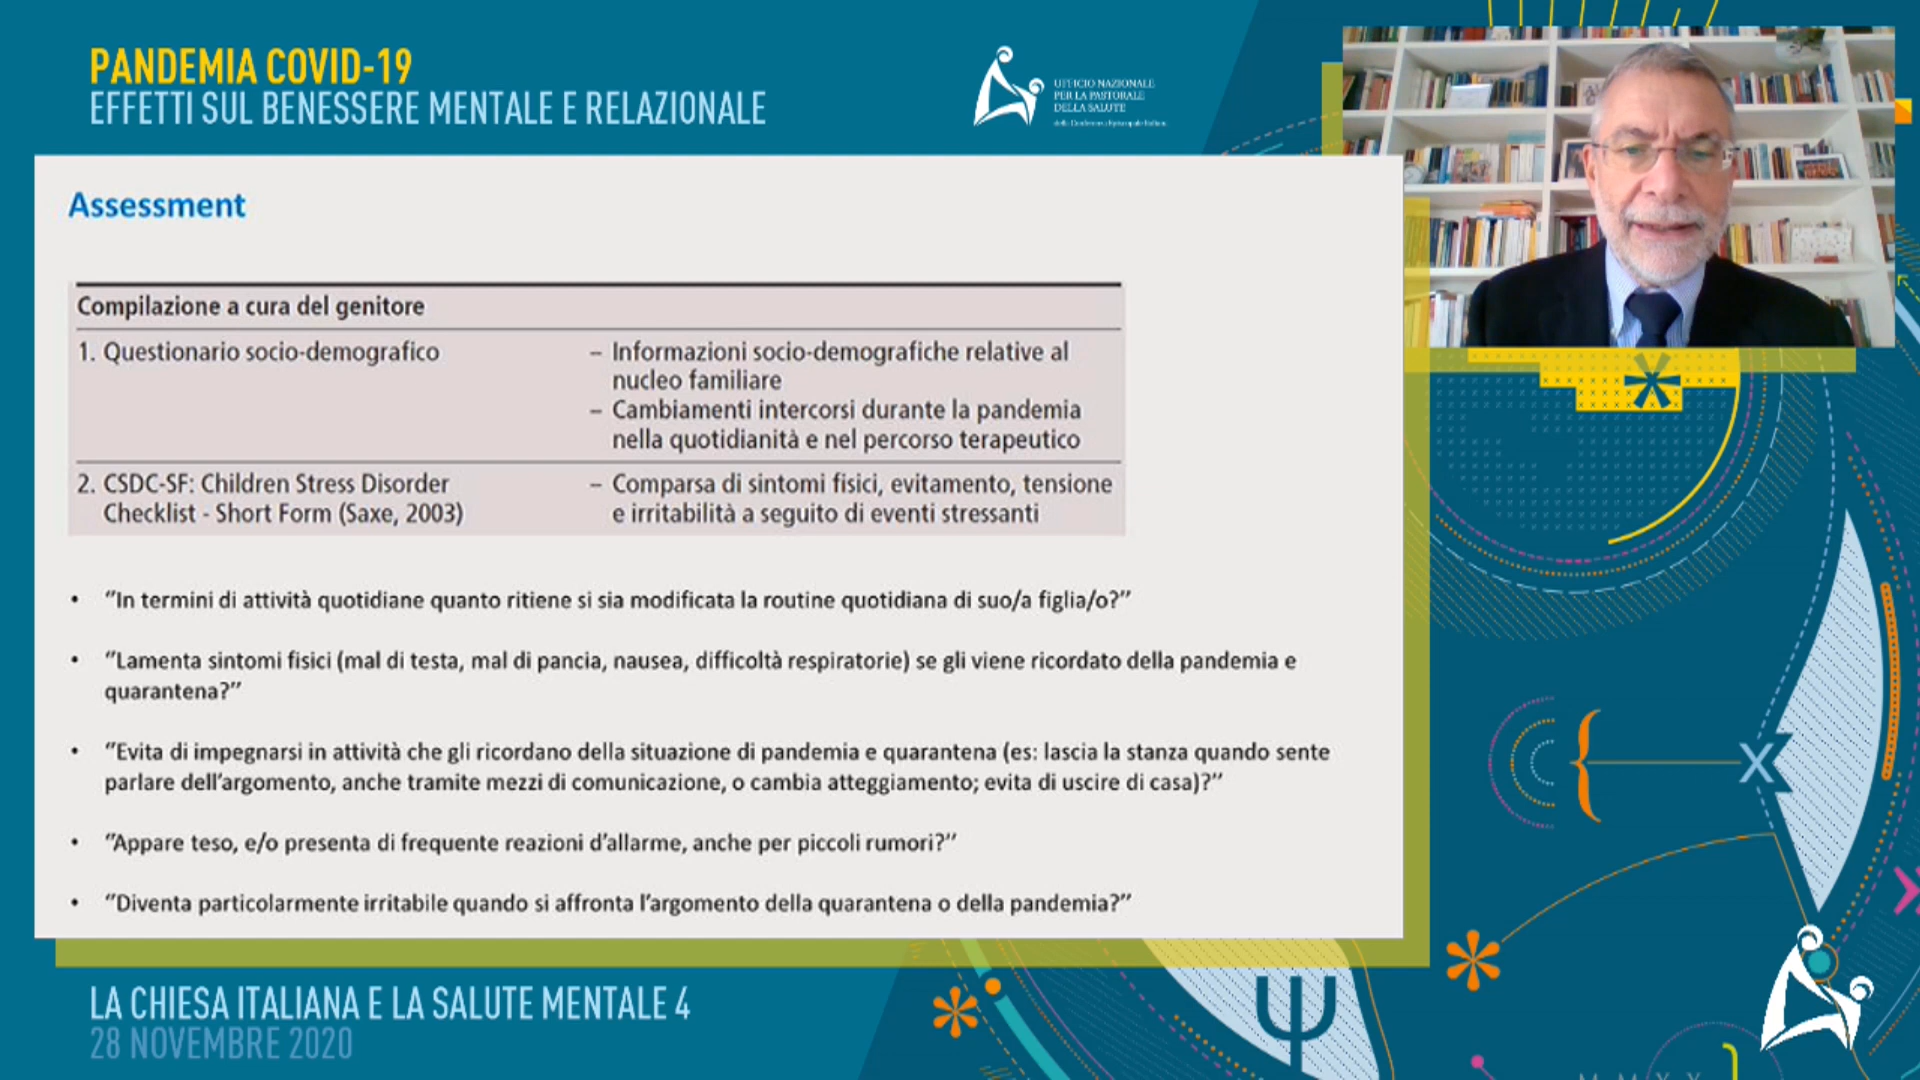 PANDEMIA COVID-19
EFFETTI SUL BENESSERE MENTALE E RELAZIONALE
UFFICIO NAZIONALE
PER LA PASTORALE
DELLA SALUTE
della Conferenza Episcopale Italiana
Assessment
Compilazione a cura del genitore
1. Questionario socio-demografico
– Informazioni socio-demografiche relative al
nucleo familiare
– Cambiamenti intercorsi durante la pandemia
nella quotidianità e nel percorso terapeutico
2. CSDC-SF: Children Stress Disorder
Checklist - Short Form (Saxe, 2003)
– Comparsa di sintomi fisici, evitamento, tensione
e irritabilità a seguito di eventi stressanti
• “In termini di attività quotidiane quanto ritiene si sia modificata la routine quotidiana di suo/a figlia/o?”
• “Lamenta sintomi fisici (mal di testa, mal di pancia, nausea, difficoltà respiratorie) se gli viene ricordato della pandemia e
quarantena?”
• “Evita di impegnarsi in attività che gli ricordano della situazione di pandemia e quarantena (es: lascia la stanza quando sente
parlare dell’argomento, anche tramite mezzi di comunicazione, o cambia atteggiamento; evita di uscire di casa)?”
• “Appare teso, e/o presenta di frequente reazioni d’allarme, anche per piccoli rumori?”
• “Diventa particolarmente irritabile quando si affronta l’argomento della quarantena o della pandemia?”
LA CHIESA ITALIANA E LA SALUTE MENTALE 4
28 NOVEMBRE 2020
X
Ψ
M M X X